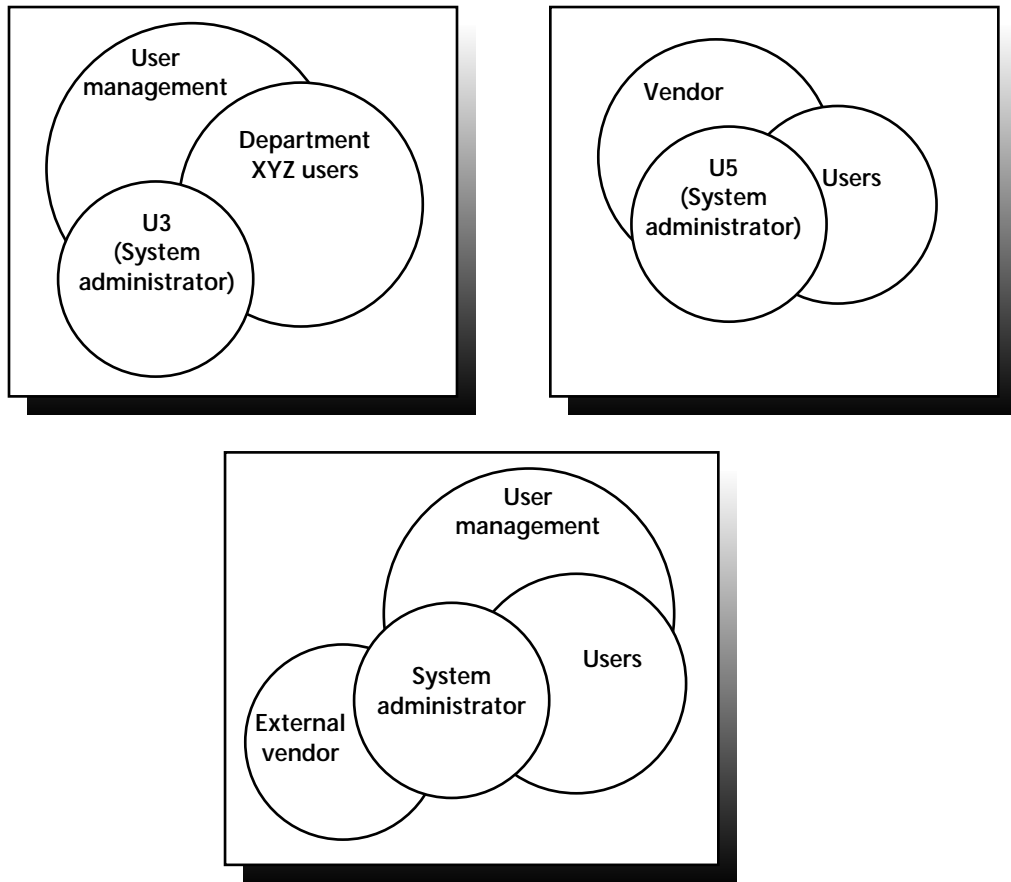 User
management
Department
XYZ users
U3
(System
administrator)
Vendor
U5
(System
administrator)
Users
User
management
Users
System
administrator
External
vendor